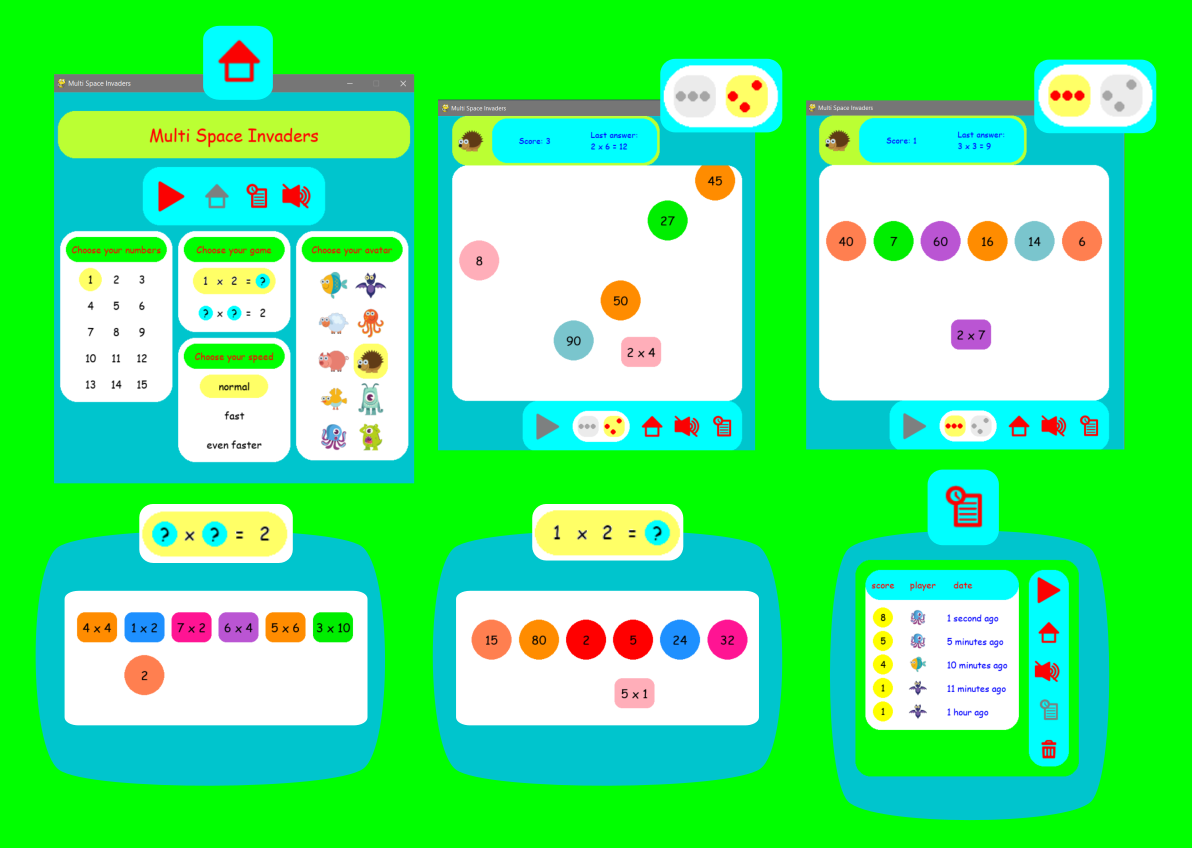 Multi Space Invaders
Multi Space Invaders
Choose your numbers
1 2 3
4 5 6
7 8 9
10 11 12
13 14 15
Choose your game
1 x 2 = ?
? x ? = 2
Choose your speed
normal
fast
even faster
Choose your avatar
Multi Space Invaders
Score: 3
Last answer:
2 x 6 = 12
45
27
8
50
90
2 x 4
Multi Space Invaders
Score: 1
Last answer:
3 x 3 = 9
40 7 60 16 14 6
2 x 7
? x ? = 2
4 x 4 1 x 2 7 x 2 6 x 4 5 x 6 3 x 10
2
1 x 2 = ?
15 80 2 5 24 32
5 x 1
score player date
8 1 second ago
5 5 minutes ago
4 10 minutes ago
1 11 minutes ago
1 1 hour ago